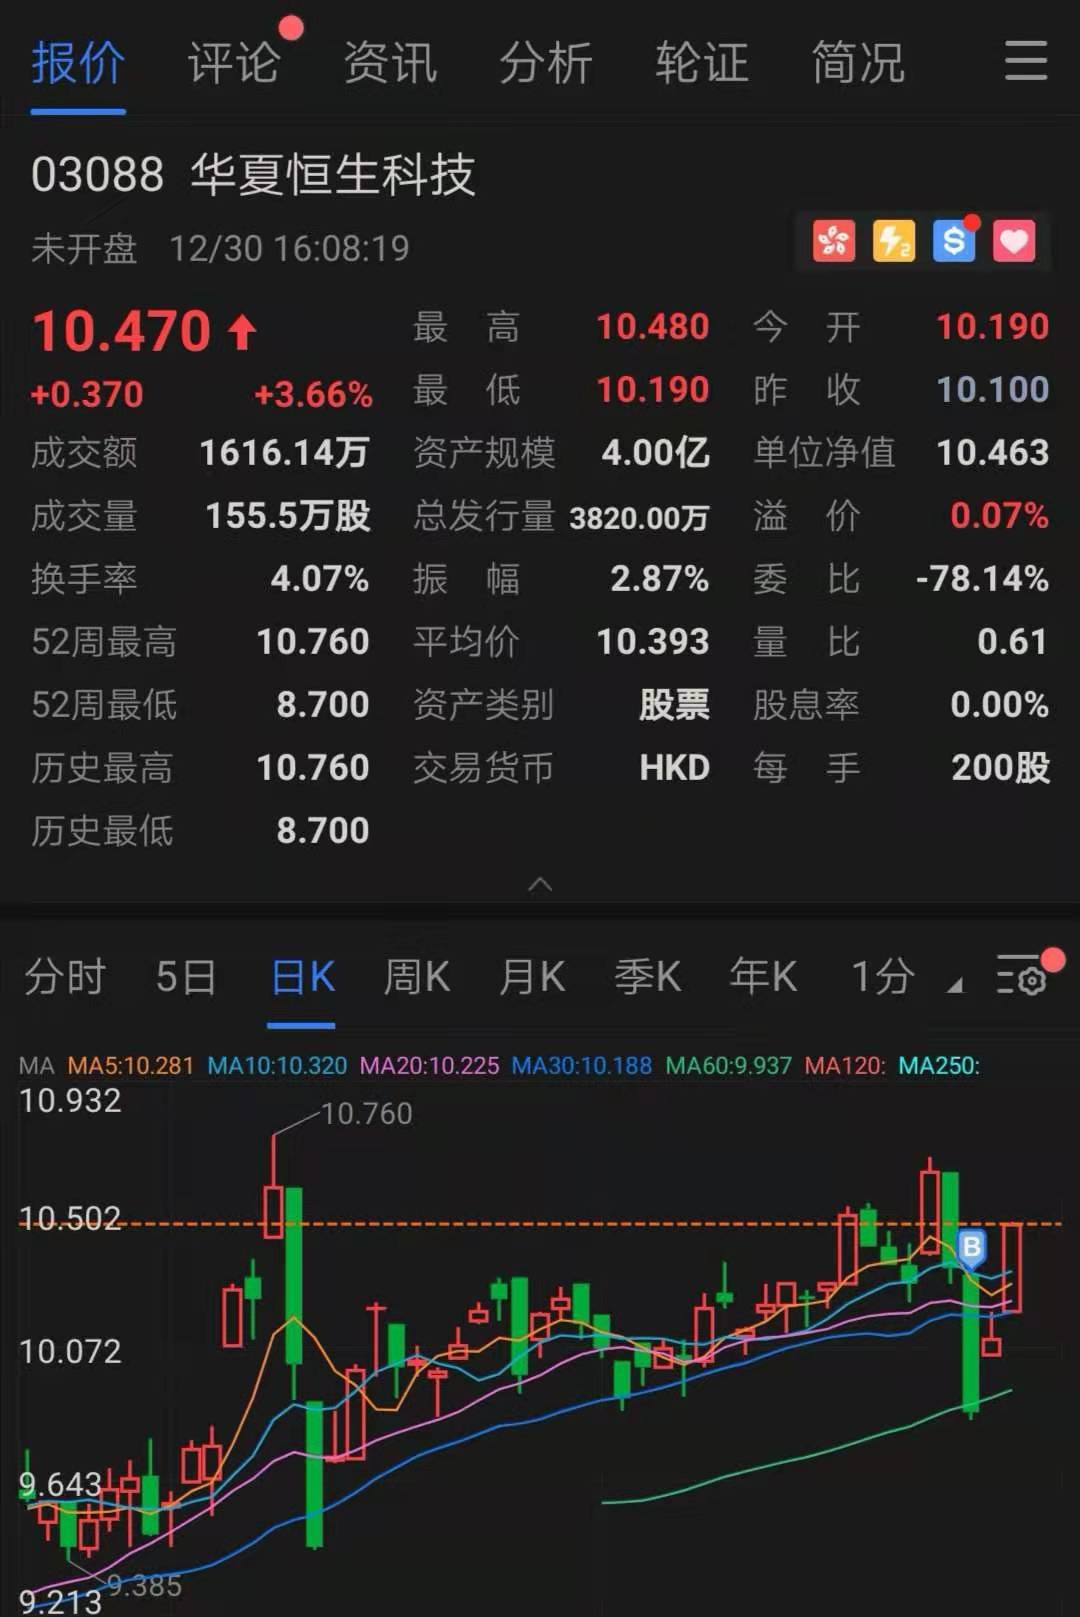 报价 评论 资讯 分析 轮证 简况
03088 华夏恒生科技
未开盘 12/30 16:08:19
10.470 最高 10.480 今开 10.190
+0.370 +3.66% 最低 10.190 昨收 10.100
成交额 1616.14万 资产规模 4.00亿 单位净值 10.463
成交量 155.5万股 总发行量 3820.00万 溢价 0.07%
换手率 4.07% 振幅 2.87% 委比 -78.14%
52周最高 10.760 平均价 10.393 量比 0.61
52周最低 8.700 资产类别 股票 股息率 0.00%
历史最高 10.760 交易货币 HKD 每手 200股
历史最低 8.700
分时 5日 日K 周K 月K 季K 年K 1分
MA MA5:10.281 MA10:10.320 MA20:10.225 MA30:10.188 MA60:9.937 MA120: MA250:
10.932
10.760
10.502
B
10.072
9.643
9.385
9.213